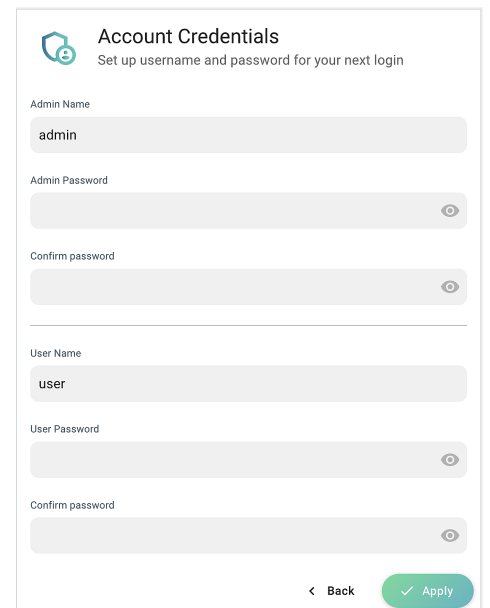 Account Credentials
Set up username and password for your next login
Admin Name
admin
Admin Password
Confirm password
User Name
user
User Password
Confirm password
Back
Apply